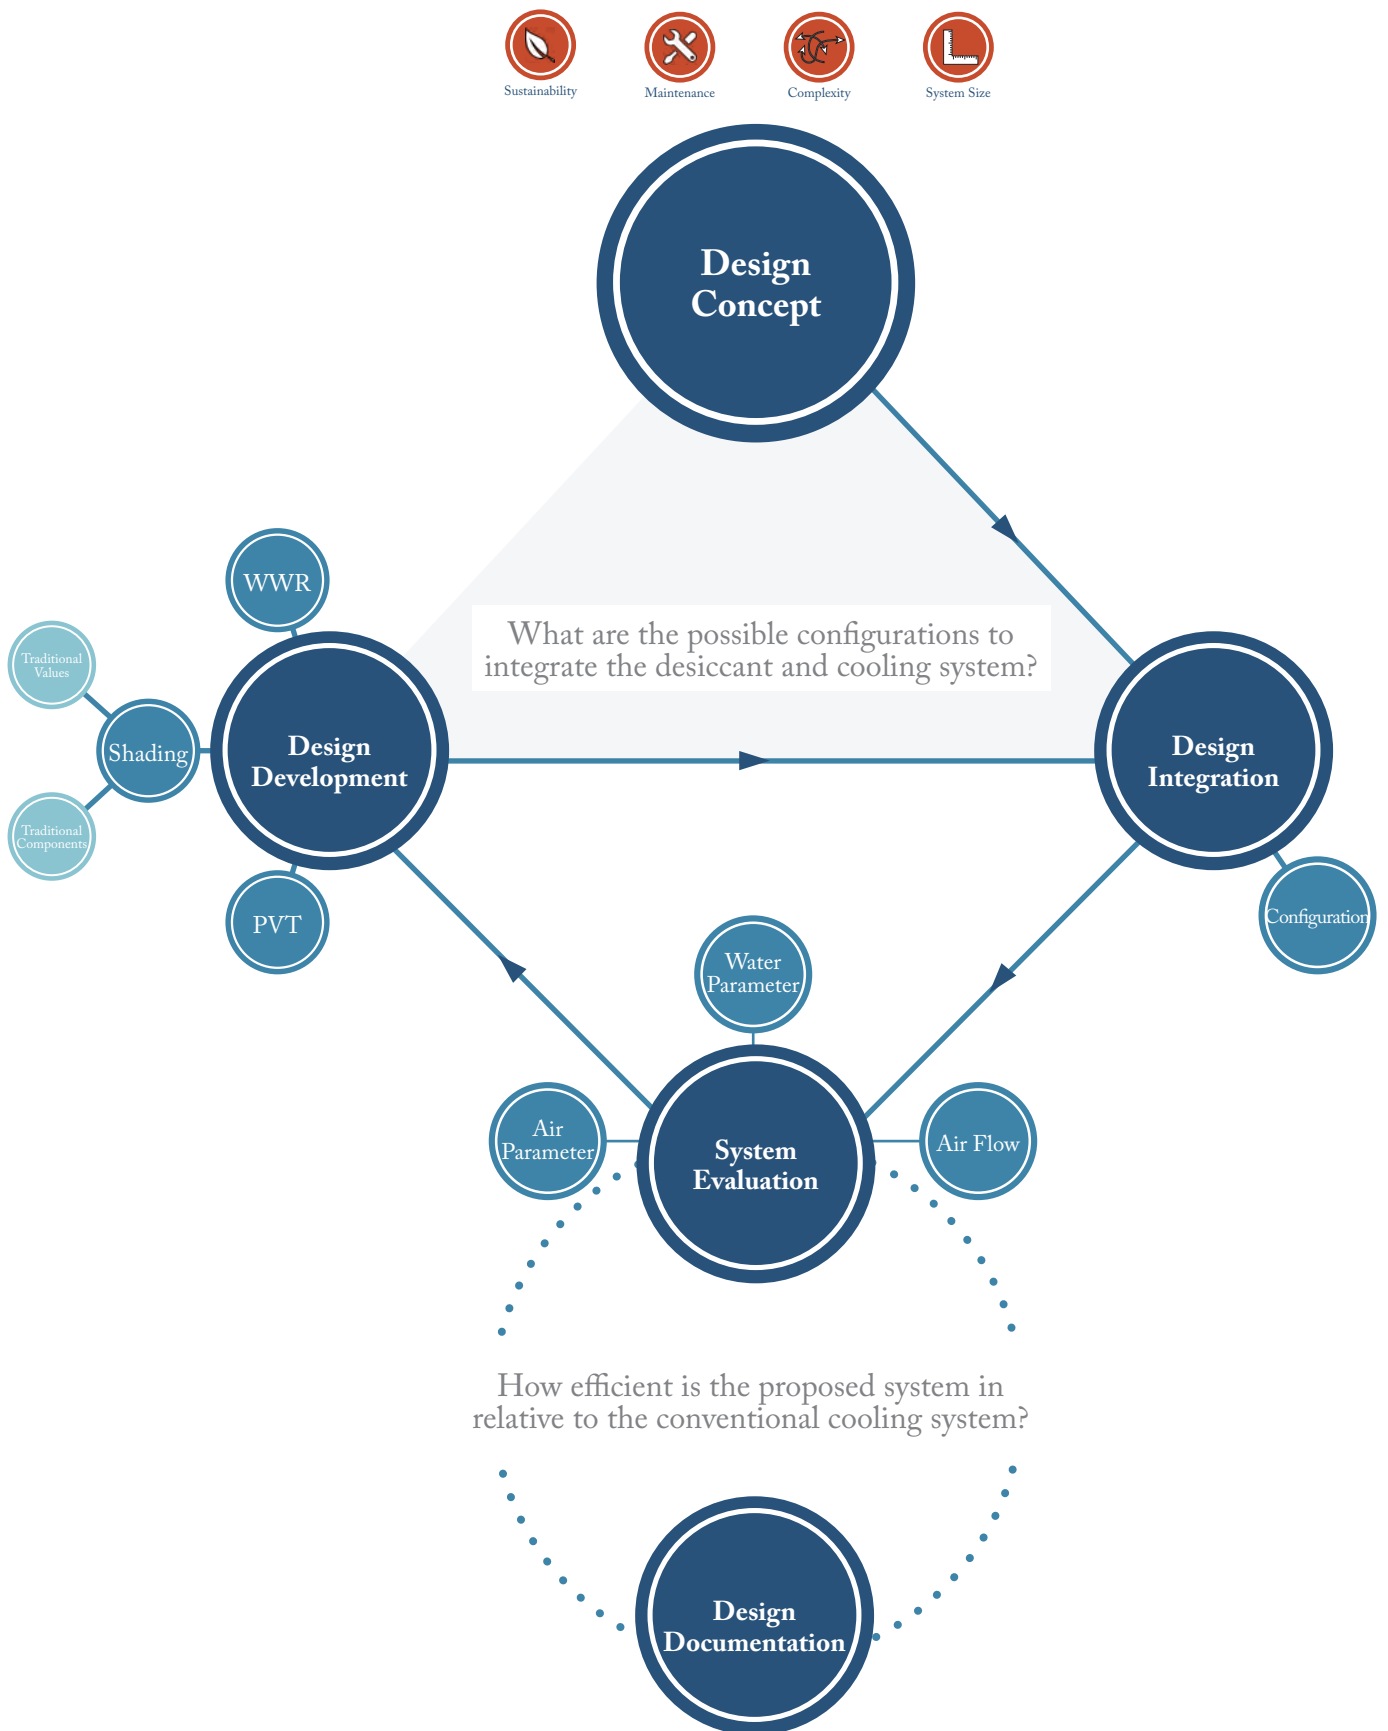 Sustainability
Maintenance
Complexity
System Size
Design
Concept
WWR
What are the possible configurations to
integrate the desiccant and cooling system?
Traditional
Values
Shading
Design
Development
Design
Integration
Traditional
Components
PVT
Configuration
Water
Parameter
Air
Parameter
System
Evaluation
Air Flow
How efficient is the proposed system in
relative to the conventional cooling system?
Design
Documentation